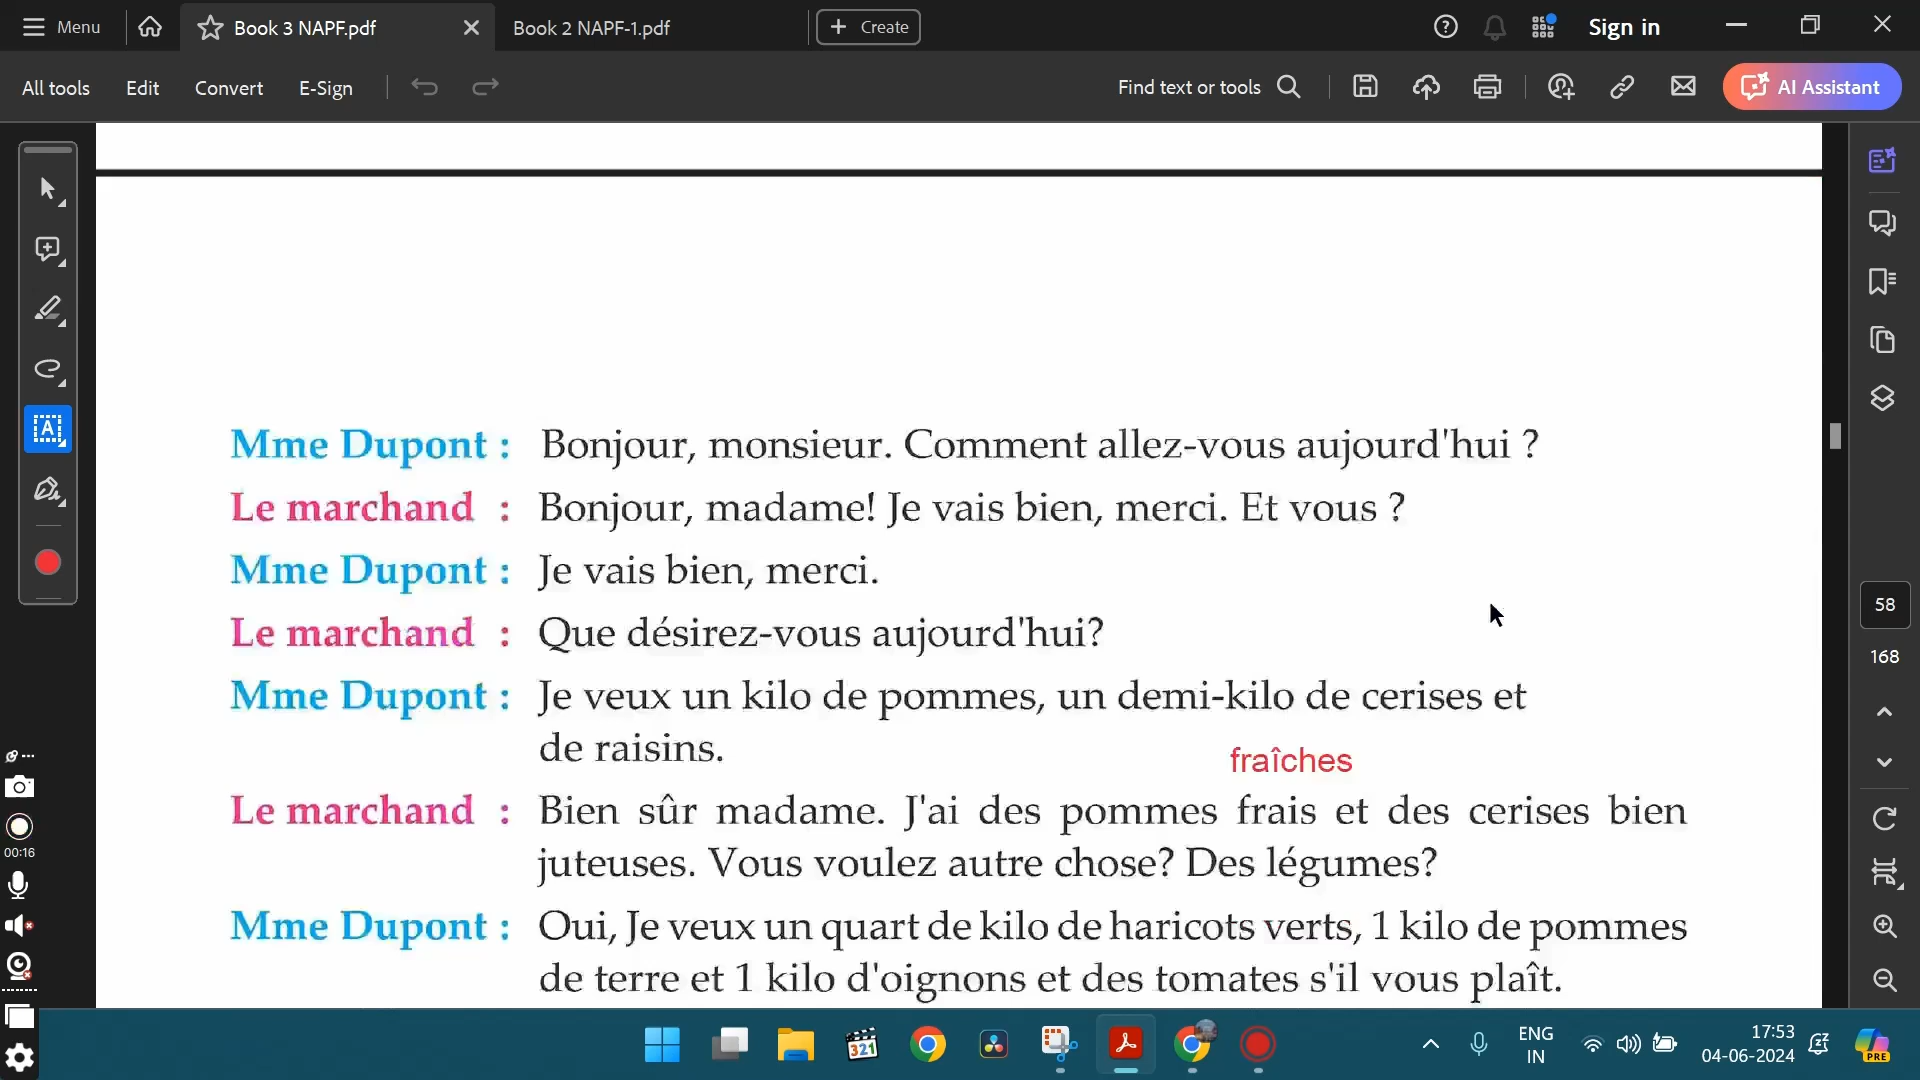 Menu
Book 3 NAPF.pdf
Book 2 NAPF-1.pdf
Create
Sign in
All tools
Edit
Convert
E-Sign
Find text or tools
AI Assistant
Mme Dupont : Bonjour, monsieur. Comment allez-vous aujourd'hui ?
Le marchand : Bonjour, madame! Je vais bien, merci. Et vous ?
Mme Dupont : Je vais bien, merci.
Le marchand : Que désirez-vous aujourd'hui?
Mme Dupont : Je veux un kilo de pommes, un demi-kilo de cerises et
de raisins.
fraîches
Le marchand : Bien sûr madame. J'ai des pommes frais et des cerises bien
juteuses. Vous voulez autre chose? Des légumes?
Mme Dupont : Oui, Je veux un quart de kilo de haricots verts, 1 kilo de pommes
de terre et 1 kilo d'oignons et des tomates s'il vous plaît.
58
168
00:16
321
ENG
IN
17:53
04-06-2024
PRE